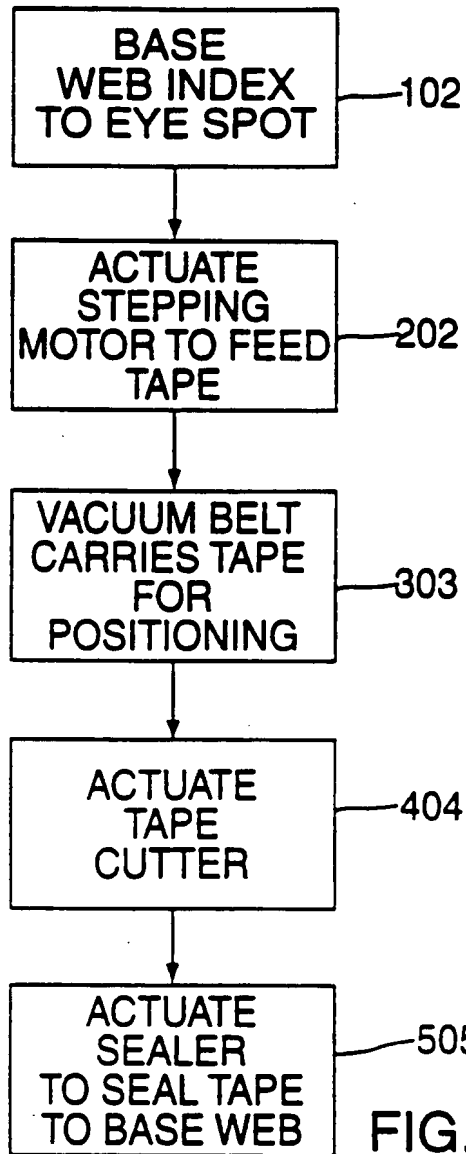 BASE
WEB INDEX
TO EYE SPOT
102
ACTUATE
STEPPING
MOTOR TO FEED
TAPE
202
VACUUM BELT
CARRIES TAPE
FOR
POSITIONING
303
ACTUATE
TAPE
CUTTER
404
ACTUATE
SEALER
TO SEAL TAPE
TO BASE WEB
505
FIG.